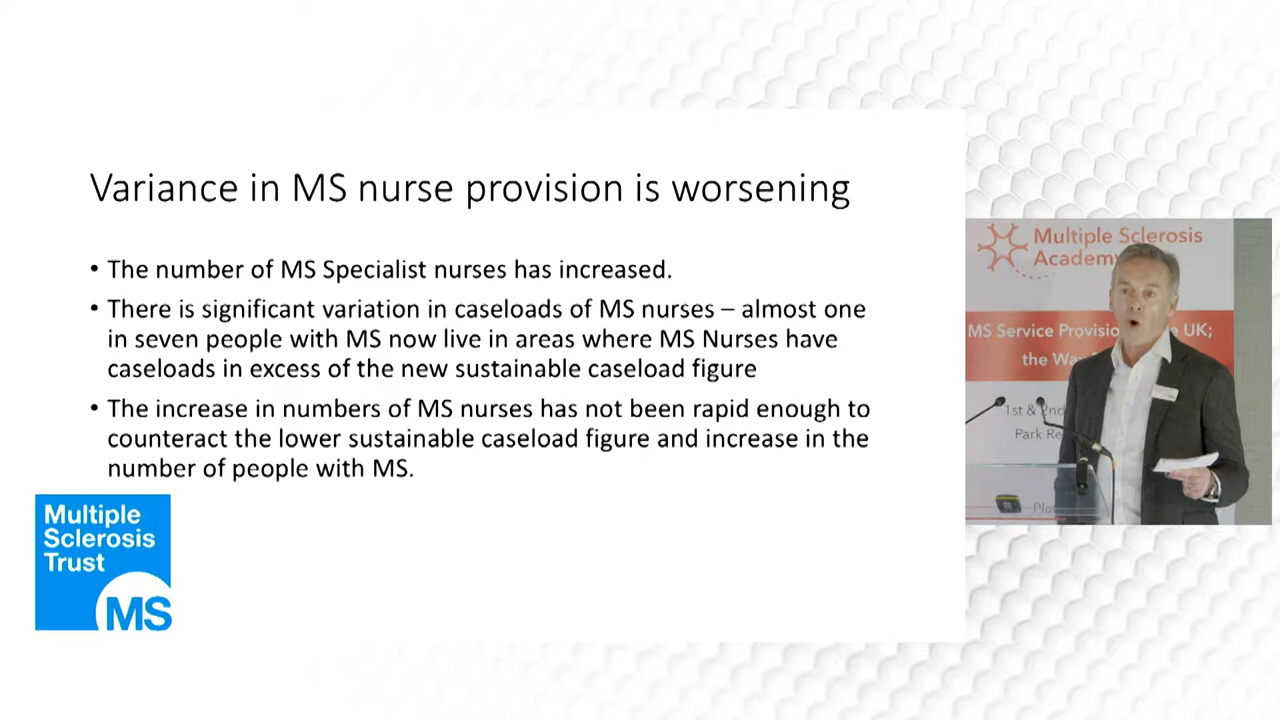 Variance in MS nurse provision is worsening
• The number of MS Specialist nurses has increased.
• There is significant variation in caseloads of MS nurses – almost one
in seven people with MS now live in areas where MS Nurses have
caseloads in excess of the new sustainable caseload figure
• The increase in numbers of MS nurses has not been rapid enough to
counteract the lower sustainable caseload figure and increase in the
number of people with MS.
Multiple
Sclerosis
Trust
MS
Multiple Sclerosis
Academy
MS Service UK;
the
1st & 2nd
Park